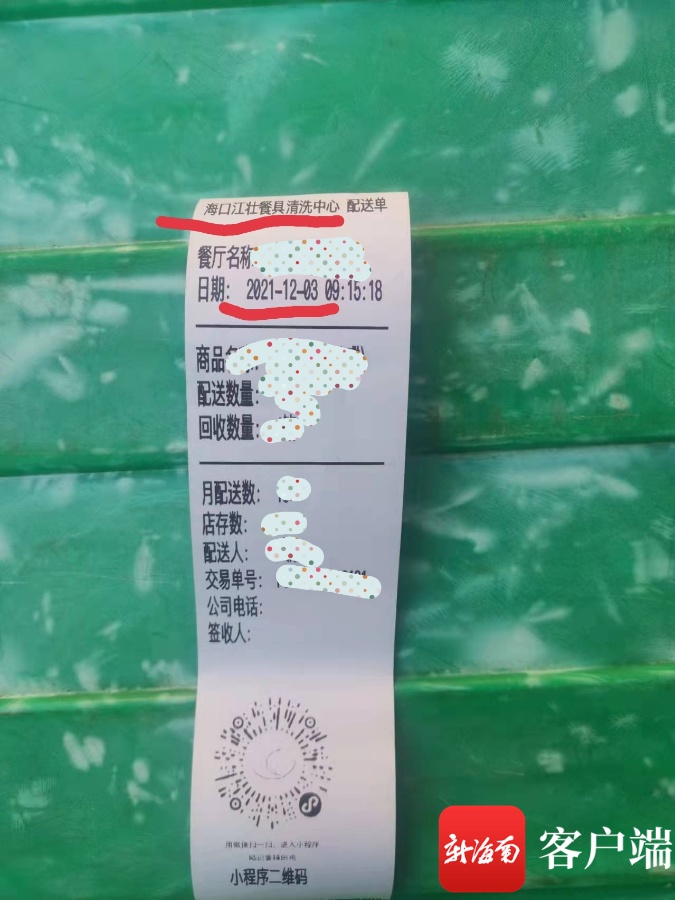 海口江壮餐具清洗中心 配送单
餐厅名称:
日期: 2021-12-03 09:15:18
商品
配送数量:
回收数量:
月配送数:
店存数:
配送人:
交易单号:
公司电话:
签收人:
小程序二维码
新海南 客户端